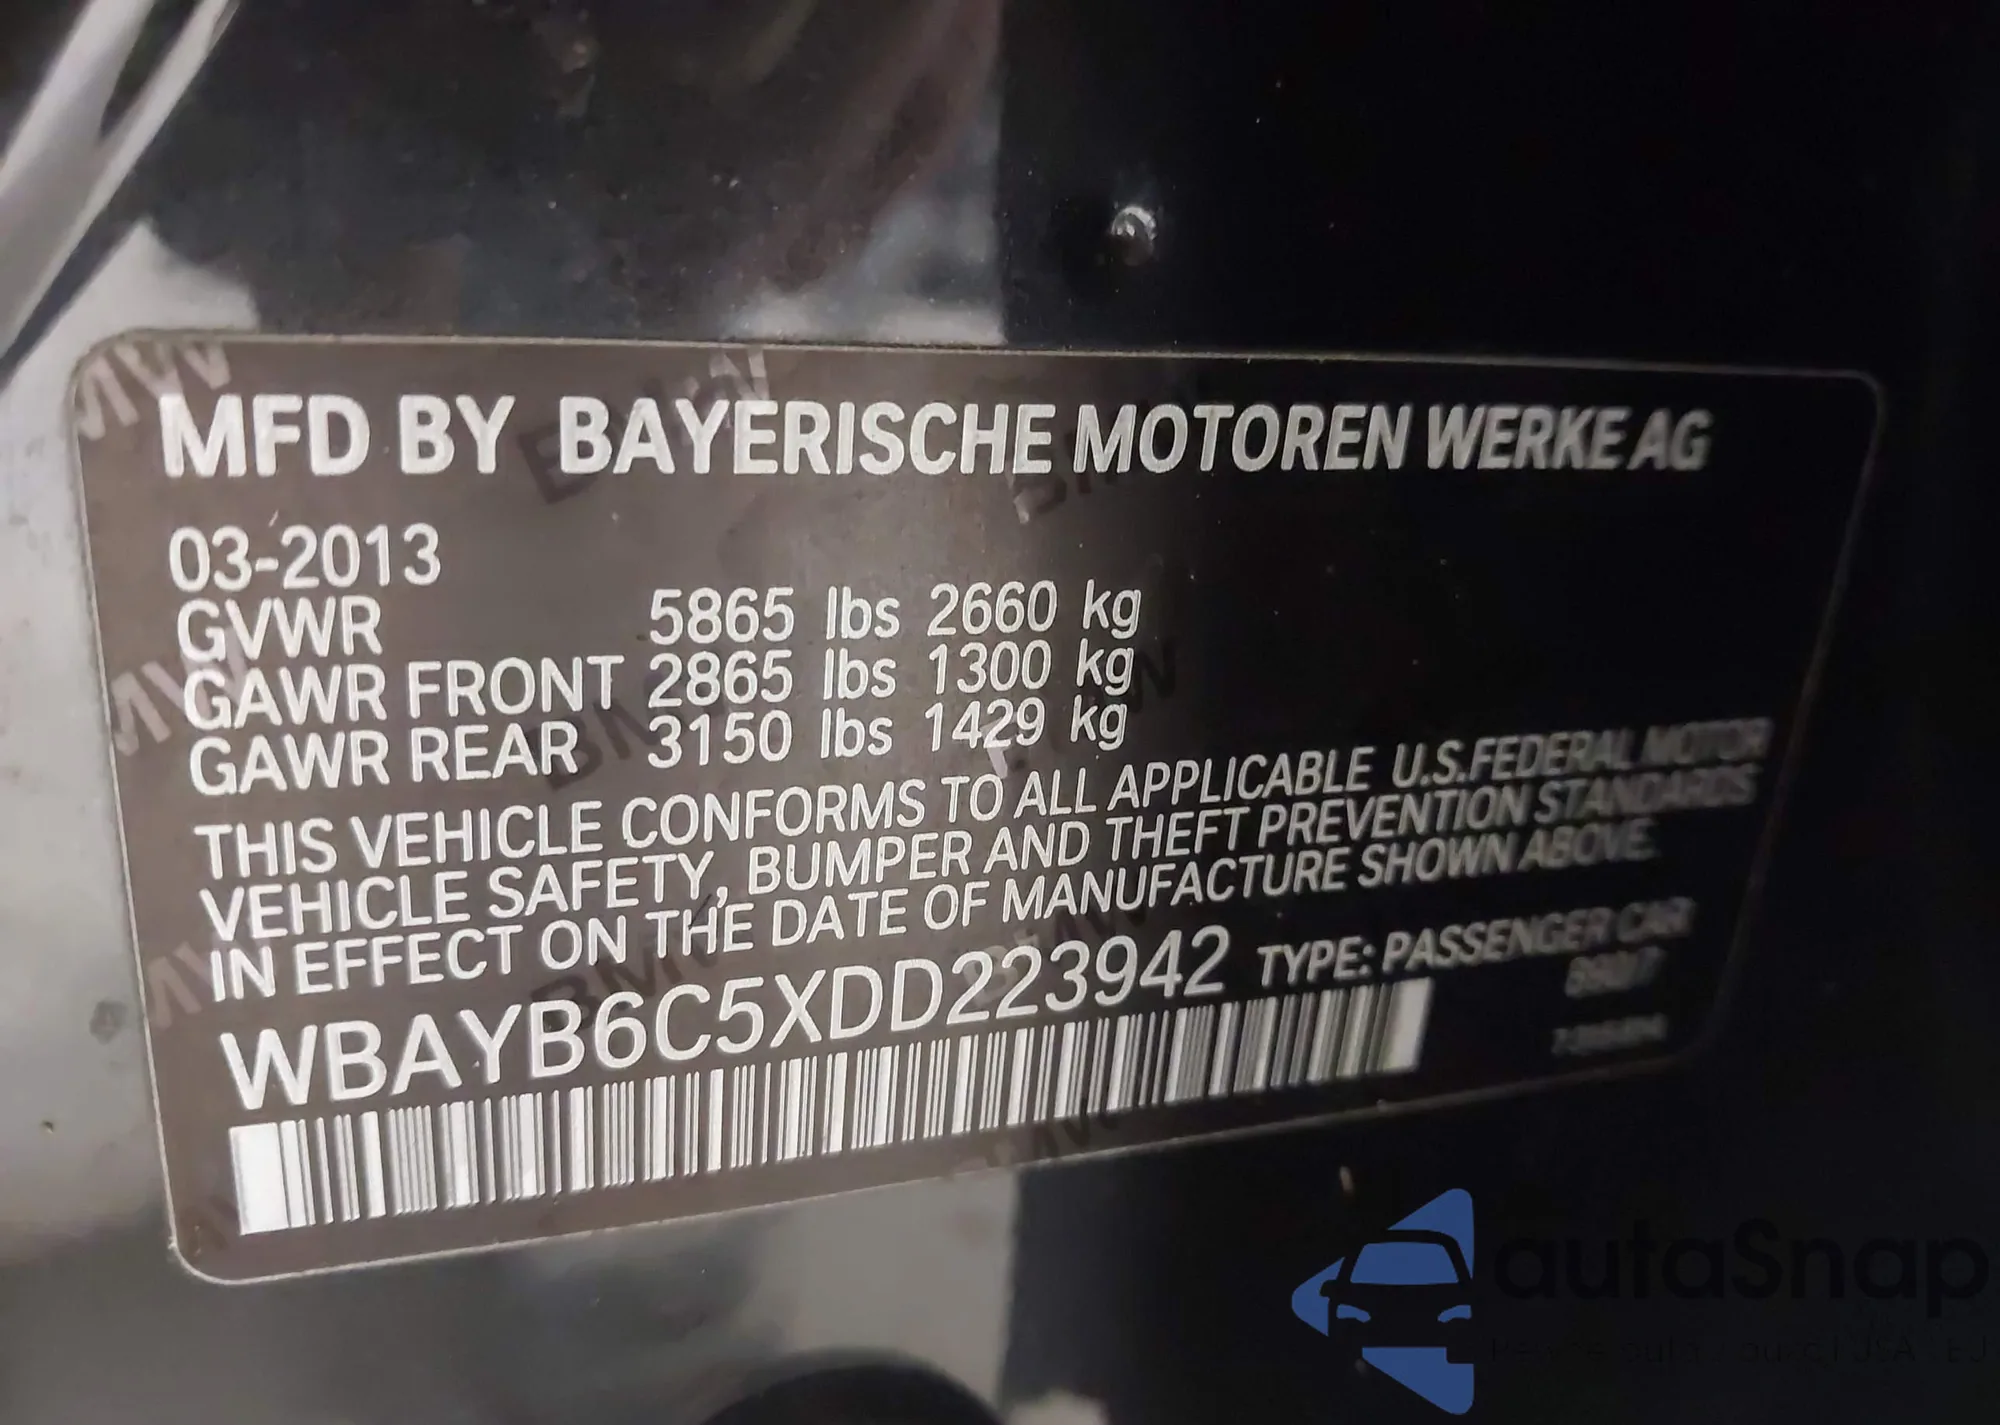 MFD BY BAYERISCHE MOTOREN WERKE AG
03-2013
GVWR 5865 lbs 2660 kg
GAWR FRONT 2865 lbs 1300 kg
GAWR REAR 3150 lbs 1429 kg
THIS VEHICLE CONFORMS TO ALL APPLICABLE U.S.FEDERAL MOTOR
VEHICLE SAFETY, BUMPER AND THEFT PREVENTION STANDARDS
IN EFFECT ON THE DATE OF MANUFACTURE SHOWN ABOVE.
WBAYB6C5XDD223942 TYPE: PASSENGER CAR
autaSnap